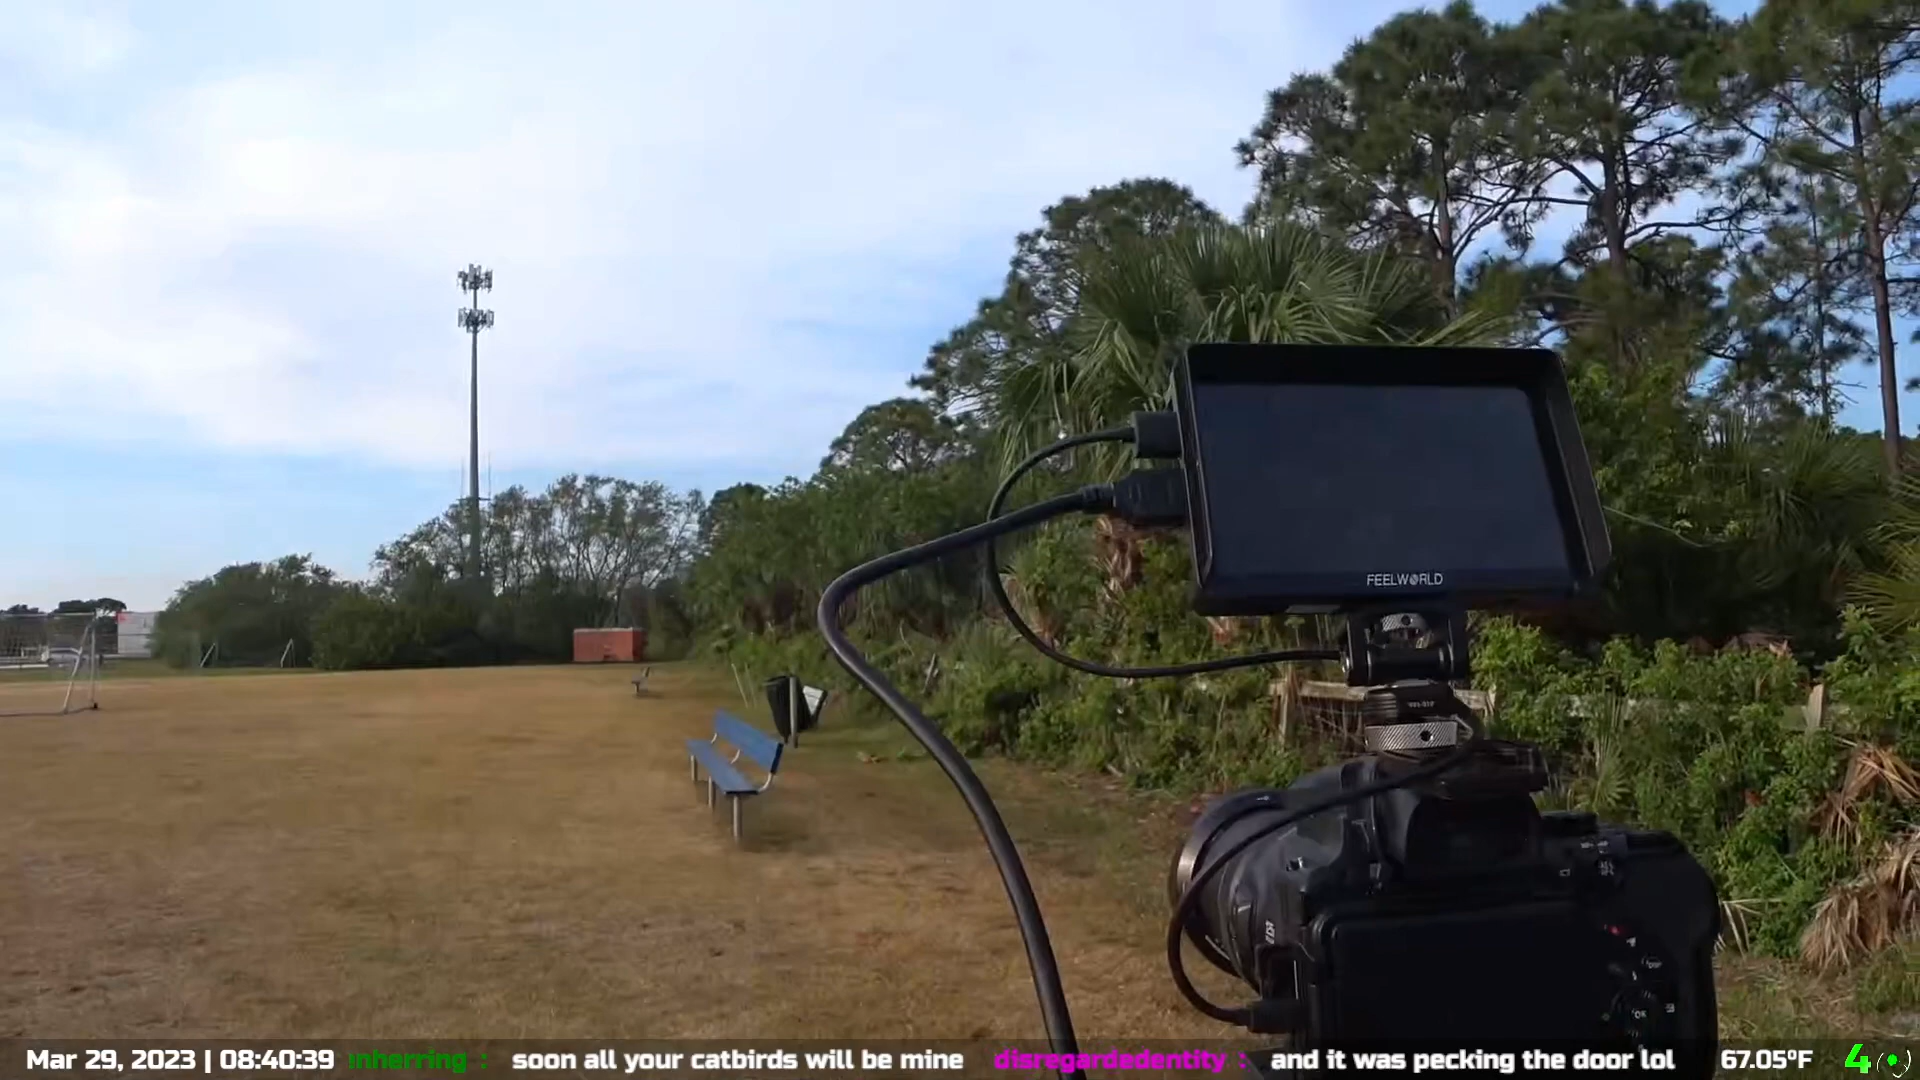 FEELWORLD
OK
Mar 29, 2023 | 08:40:39 inherring : soon all your catbirds will be mine disregardedentity : and it was pecking the door lol 67.05°F 4